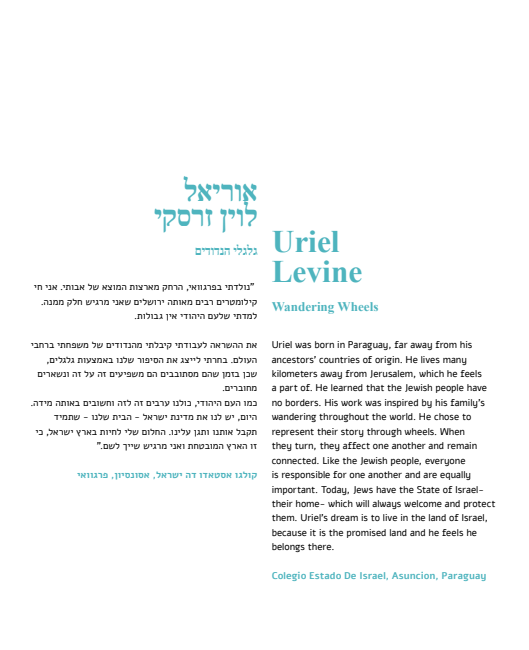 אוריאל
לוין זרסקי
גלגלי הנדודים
"נולדתי בפרגוואי, הרחק מארצות המוצא של אבותי. אני חי
קילומטרים רבים מאותה ירושלים שאני מרגיש חלק ממנה.
למדתי שלעם היהודי אין גבולות.
את ההשראה לעבודתי קיבלתי מהנדודים של משפחתי ברחבי
העולם. בחרתי לייצג את הסיפור שלנו באמצעות גלגלים,
שכן בזמן שהם מסתובבים הם משפיעים זה על זה ונשארים
מחוברים.
כמו העם היהודי, כולנו ערבים זה לזה וחשובים באותה מידה.
היום, יש לנו את מדינת ישראל - הבית שלנו - שתמיד
תקבל אותנו ותגן עלינו. החלום שלי לחיות בארץ ישראל, כי
זו הארץ המובטחת ואני מרגיש שייך לשם."
קולגו אסטאדו דה ישראל, אסונסיון, פרגוואי
Uriel
Levine
Wandering Wheels
Uriel was born in Paraguay, far away from his
ancestors' countries of origin. He lives many
kilometers away from Jerusalem, which he feels
a part of. He learned that the Jewish people have
no borders. His work was inspired by his family's
wandering throughout the world. He chose to
represent their story through wheels. When
they turn, they affect one another and remain
connected. Like the Jewish people, everyone
is responsible for one another and are equally
important. Today, Jews have the State of Israel-
their home- which will always welcome and protect
them. Uriel's dream is to live in the land of Israel,
because it is the promised land and he feels he
belongs there.
Colegio Estado De Israel, Asuncion, Paraguay